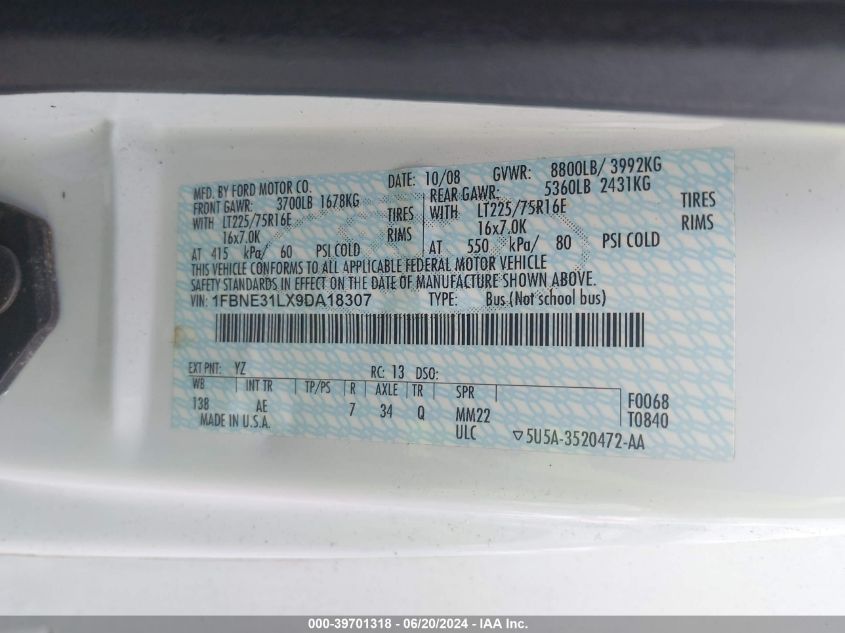 MFD. BY FORD MOTOR CO. DATE: 10/08 GVWR: 8800LB/ 3992KG
FRONT GAWR: 3700LB 1678KG REAR GAWR: 5360LB 2431KG
WITH LT225/75R16E TIRES WITH LT225/75R16E TIRES
16x7.0K RIMS 16x7.0K RIMS
AT 415 kPa/ 60 PSI COLD AT 550 kPa/ 80 PSI COLD
THIS VEHICLE CONFORMS TO ALL APPLICABLE FEDERAL MOTOR VEHICLE
SAFETY STANDARDS IN EFFECT ON THE DATE OF MANUFACTURE SHOWN ABOVE.
VIN: 1FBNE31LX9DA18307 TYPE: Bus (Not school bus)
EXT PNT: YZ RC: 13 DSO:
WB INT TR TP/PS R AXLE TR SPR F0068
138 AE 7 34 Q MM22 T0840
MADE IN U.S.A. ULC ▽5U5A-3520472-AA
000-39701318 - 06/20/2024 - IAA Inc.